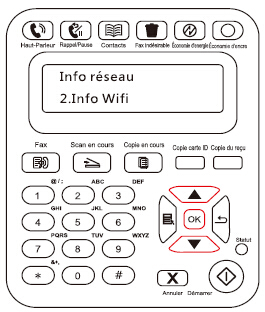 Haut-Parleur Rappel/Pause Contacts Fax Indésirable Économie d'énergie Économie d'encre
Info réseau
2.Info Wifi
Fax Scan en cours Copie en cours Copie carte ID Copie du reçu
@/: ABC DEF
1 2 3
GHI JKL MNO
4 5 6
OK
PQRS TUV WXYZ
7 8 9
Statut
&+,
* 0 #
X
Annuler Démarrer